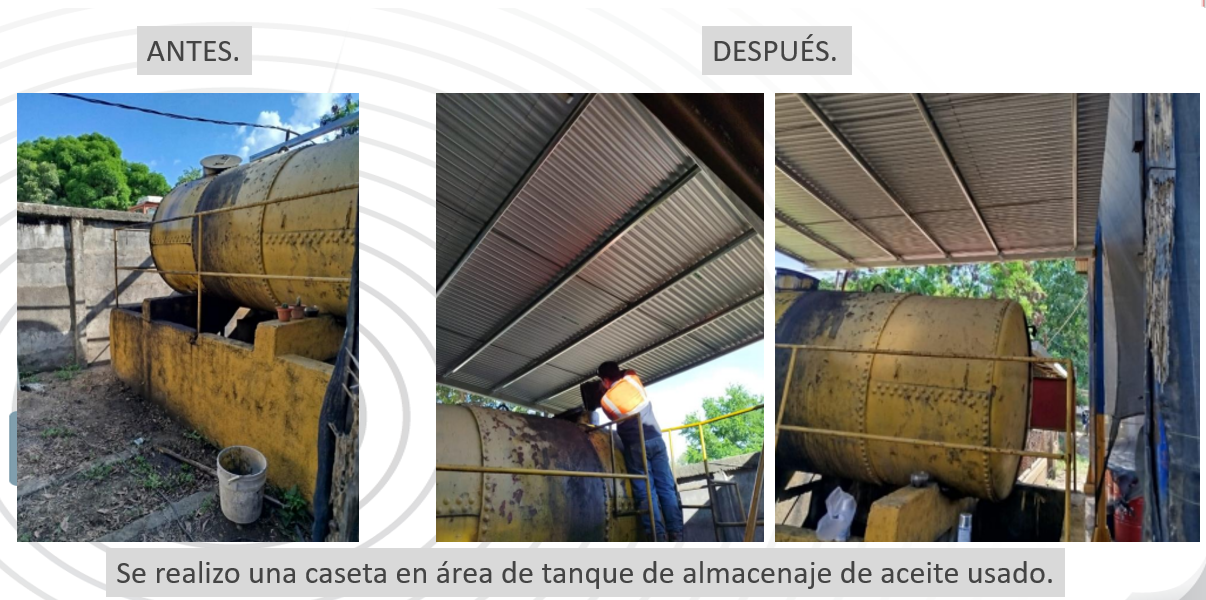 ANTES.
DESPUÉS.
Se realizo una caseta en área de tanque de almacenaje de aceite usado.